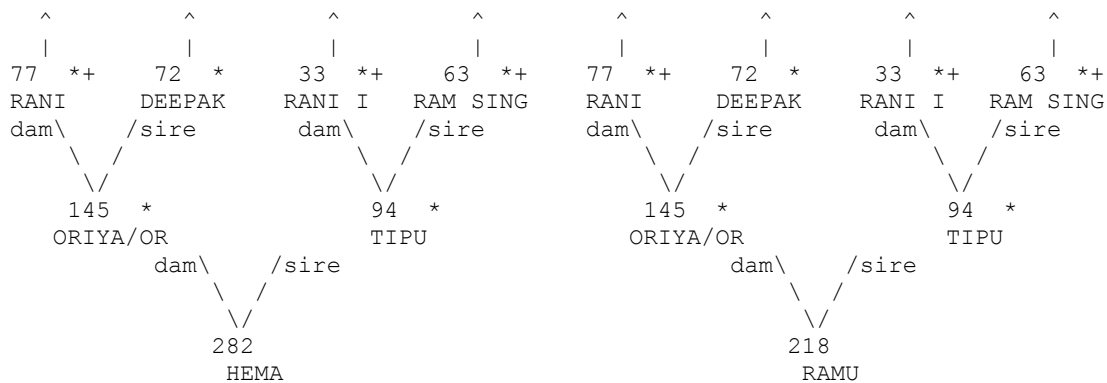 ^ ^ ^ ^ ^ ^ ^ ^
| | | | | | | |
77 *+ 72 * 33 *+ 63 *+ 77 *+ 72 * 33 *+ 63 *+
RANI DEEPAK RANI I RAM SING RANI DEEPAK RANI I RAM SING
dam\ /sire dam\ /sire dam\ /sire dam\ /sire
\ / \ / \ / \ /
\/ \/ \/ \/
145 * 94 * 145 * 94 *
ORIYA/OR TIPU ORIYA/OR TIPU
dam\ /sire dam\ /sire
\ / \ /
\/ \/
282 218
HEMA RAMU